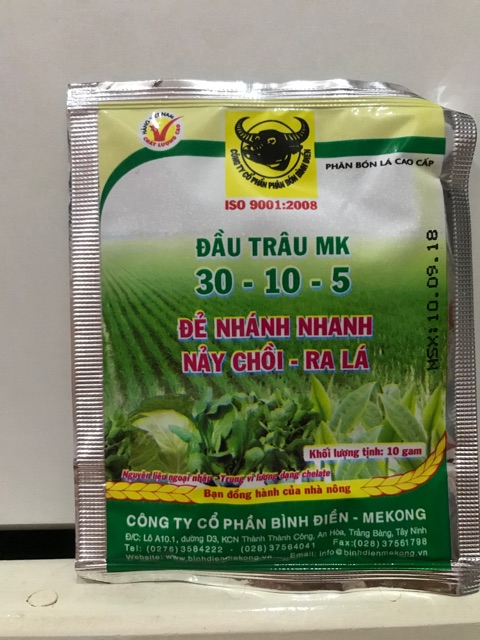 HÀNG VIỆT NAM
CHẤT LƯỢNG CAO
CÔNG TY CỔ PHẦN PHÂN BÓN BÌNH ĐIỀN
PHÂN BÓN LÁ CAO CẤP
ISO 9001:2008
ĐẦU TRÂU MK
30 - 10 - 5
ĐẺ NHÁNH NHANH
NẢY CHỒI - RA LÁ
NSX: 10.09.18
Khối lượng tịnh: 10 gam
Nguyên liệu ngoại nhập - Trung vi lượng dạng chelate
Bạn đồng hành của nhà nông
CÔNG TY CỔ PHẦN BÌNH ĐIỀN - MEKONG
Đ/C: Lô A10.1, đường D3, KCN Thành Thành Công, An Hòa, Trảng Bàng, Tây Ninh
Tel: (0276) 3584222 - (028) 37564041 Fax:(028) 37561798
Website: www.binhdienmekong.vn Email: info@binhdienmekong.vn